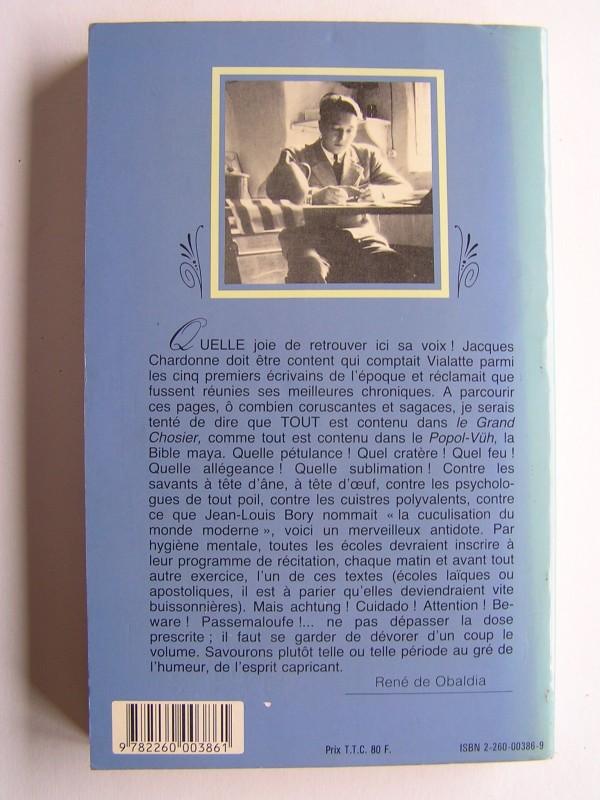 QUELLE joie de retrouver ici sa voix ! Jacques
Chardonne doit être content qui comptait Vialatte parmi
les cinq premiers écrivains de l'époque et réclamait que
fussent réunies ses meilleures chroniques. A parcourir
ces pages, ô combien coruscantes et sagaces, je serais
tenté de dire que TOUT est contenu dans le Grand
Chosier, comme tout est contenu dans le Popol-Vüh, la
Bible maya. Quelle pétulance ! Quel cratère ! Quel feu !
Quelle allégeance ! Quelle sublimation ! Contre les
savants à tête d'âne, à tête d'œuf, contre les psycholo-
gues de tout poil, contre les cuistres polyvalents, contre
ce que Jean-Louis Bory nommait « la cuculisation du
monde moderne », voici un merveilleux antidote. Par
hygiène mentale, toutes les écoles devraient inscrire à
leur programme de récitation, chaque matin et avant tout
autre exercice, l'un de ces textes (écoles laïques ou
apostoliques, il est à parier qu'elles deviendraient vite
buissonnières). Mais achtung ! Cuidado ! Attention ! Be-
ware ! Passemaloufe !... ne pas dépasser la dose
prescrite ; il faut se garder de dévorer d'un coup le
volume. Savourons plutôt telle ou telle période au gré de
l'humeur, de l'esprit capricant.
René de Obaldia
9 782260 003861
Prix T.T.C. 80 F.
ISBN 2-260-00386-9